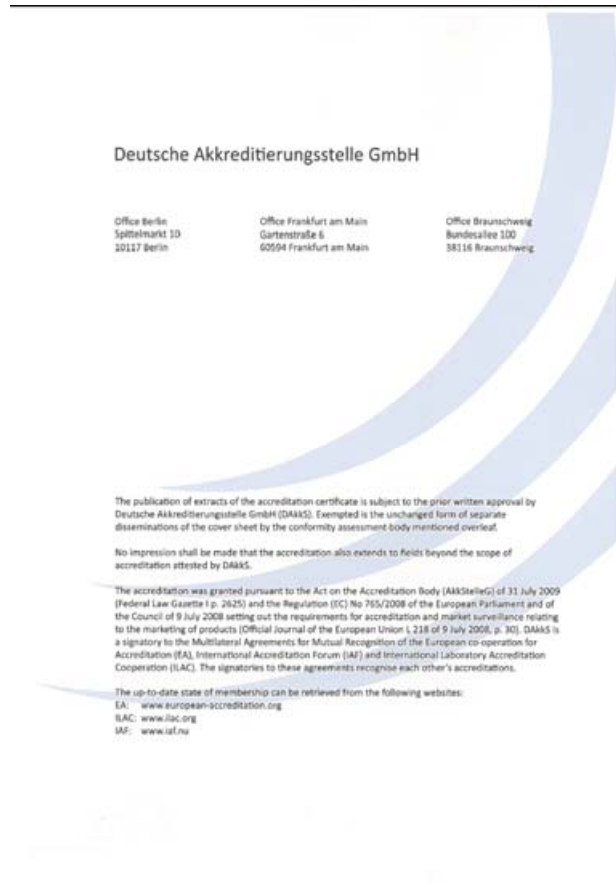 Deutsche Akkreditierungsstelle GmbH
Office Berlin
Spittelmarkt 10
10117 Berlin
Office Frankfurt am Main
Gartenstraße 6
60594 Frankfurt am Main
Office Braunschweig
Bundesallee 100
38116 Braunschweig
The publication of extracts of the accreditation certificate is subject to the prior written approval by
Deutsche Akkreditierungsstelle GmbH (DAkkS). Exempted is the unchanged form of separate
disseminations of the cover sheet by the conformity assessment body mentioned overleaf.
No impression shall be made that the accreditation also extends to fields beyond the scope of
accreditation attested by DAkkS.
The accreditation was granted pursuant to the Act on the Accreditation Body (AkkStelleG) of 31 July 2009
(Federal Law Gazette I p. 2625) and the Regulation (EC) No 765/2008 of the European Parliament and of
the Council of 9 July 2008 setting out the requirements for accreditation and market surveillance relating
to the marketing of products (Official Journal of the European Union L 218 of 9 July 2008, p. 30). DAkkS is
a signatory to the Multilateral Agreements for Mutual Recognition of the European co-operation for
Accreditation (EA), International Accreditation Forum (IAF) and International Laboratory Accreditation
Cooperation (ILAC). The signatories to these agreements recognise each other's accreditations.
The up-to-date state of membership can be retrieved from the following websites:
EA: www.european-accreditation.org
ILAC: www.ilac.org
IAF: www.iaf.nu